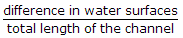 difference in water surfaces
total length of the channel